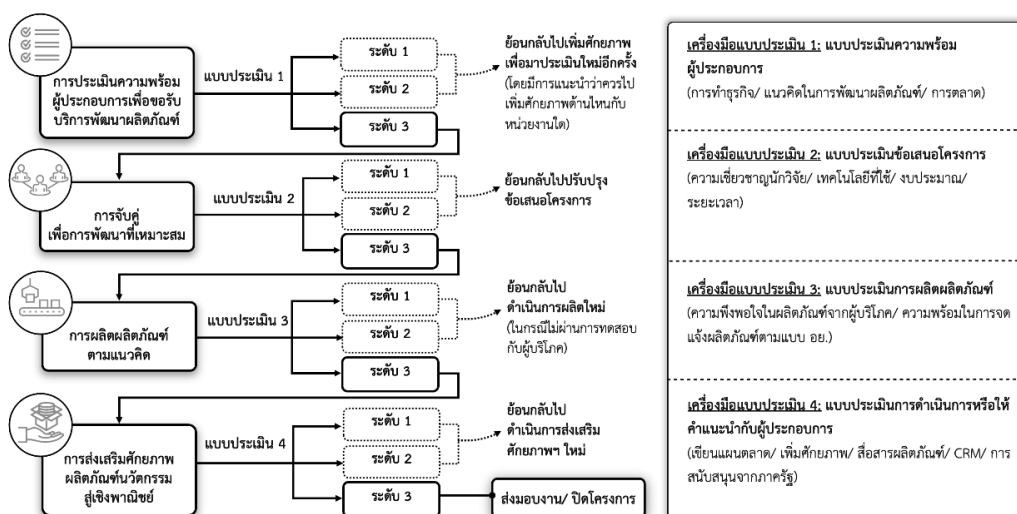 การประเมินความพร้อม
ผู้ประกอบการเพื่อขอรับ
บริการพัฒนาผลิตภัณฑ์
แบบประเมิน 1
ระดับ 1
ระดับ 2
ระดับ 3
ย้อนกลับไปเพิ่มศักยภาพ
เพื่อมาประเมินใหม่อีกครั้ง
(โดยมีการแนะนำว่าควรไป
เพิ่มศักยภาพด้านไหนกับ
หน่วยงานใด)
การจับคู่
เพื่อการพัฒนาที่เหมาะสม
แบบประเมิน 2
ระดับ 1
ระดับ 2
ระดับ 3
ย้อนกลับไปปรับปรุง
ข้อเสนอโครงการ
การผลิตผลิตภัณฑ์
ตามแนวคิด
แบบประเมิน 3
ระดับ 1
ระดับ 2
ระดับ 3
ย้อนกลับไป
ดำเนินการผลิตใหม่
(ในกรณีไม่ผ่านการทดสอบ
กับผู้บริโภค)
การส่งเสริมศักยภาพ
ผลิตภัณฑ์นวัตกรรม
สู่เชิงพาณิชย์
แบบประเมิน 4
ระดับ 1
ระดับ 2
ระดับ 3
ย้อนกลับไป
ดำเนินการส่งเสริม
ศักยภาพฯ ใหม่
ส่งมอบงาน/ ปิดโครงการ
เครื่องมือแบบประเมิน 1: แบบประเมินความพร้อม
ผู้ประกอบการ
(การทำธุรกิจ/ แนวคิดในการพัฒนาผลิตภัณฑ์/ การตลาด)
เครื่องมือแบบประเมิน 2: แบบประเมินข้อเสนอโครงการ
(ความเชี่ยวชาญนักวิจัย/ เทคโนโลยีที่ใช้/ งบประมาณ/
ระยะเวลา)
เครื่องมือแบบประเมิน 3: แบบประเมินการผลิตผลิตภัณฑ์
(ความพึงพอใจในผลิตภัณฑ์จากผู้บริโภค/ ความพร้อมในการจด
แจ้งผลิตภัณฑ์ตามแบบ อย.)
เครื่องมือแบบประเมิน 4: แบบประเมินการดำเนินการหรือให้
คำแนะนำกับผู้ประกอบการ
(เขียนแผนตลาด/ เพิ่มศักยภาพ/ สื่อสารผลิตภัณฑ์/ CRM/ การ
สนับสนุนจากภาครัฐ)